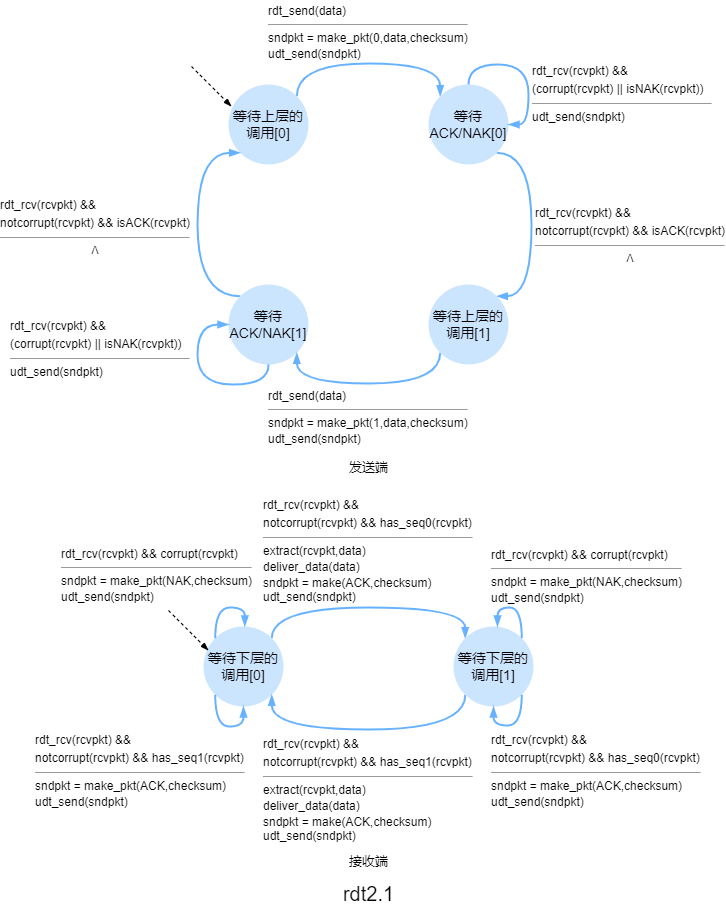 rdt_send(data)
sndpkt = make_pkt(0,data,checksum)
udt_send(sndpkt)
等待上层的
调用[0]
等待
ACK/NAK[0]
rdt_rcv(rcvpkt) &&
(corrupt(rcvpkt) || isNAK(rcvpkt))
udt_send(sndpkt)
rdt_rcv(rcvpkt) &&
notcorrupt(rcvpkt) && isACK(rcvpkt)
Λ
rdt_rcv(rcvpkt) &&
notcorrupt(rcvpkt) && isACK(rcvpkt)
Λ
等待
ACK/NAK[1]
等待上层的
调用[1]
rdt_rcv(rcvpkt) &&
(corrupt(rcvpkt) || isNAK(rcvpkt))
udt_send(sndpkt)
rdt_send(data)
sndpkt = make_pkt(1,data,checksum)
udt_send(sndpkt)
发送端
rdt_rcv(rcvpkt) &&
notcorrupt(rcvpkt) && has_seq0(rcvpkt)
extract(rcvpkt,data)
deliver_data(data)
sndpkt = make(ACK,checksum)
udt_send(sndpkt)
rdt_rcv(rcvpkt) && corrupt(rcvpkt)
sndpkt = make_pkt(NAK,checksum)
udt_send(sndpkt)
rdt_rcv(rcvpkt) && corrupt(rcvpkt)
sndpkt = make_pkt(NAK,checksum)
udt_send(sndpkt)
等待下层的
调用[0]
等待下层的
调用[1]
rdt_rcv(rcvpkt) &&
notcorrupt(rcvpkt) && has_seq1(rcvpkt)
sndpkt = make_pkt(ACK,checksum)
udt_send(sndpkt)
rdt_rcv(rcvpkt) &&
notcorrupt(rcvpkt) && has_seq1(rcvpkt)
extract(rcvpkt,data)
deliver_data(data)
sndpkt = make(ACK,checksum)
udt_send(sndpkt)
rdt_rcv(rcvpkt) &&
notcorrupt(rcvpkt) && has_seq0(rcvpkt)
sndpkt = make_pkt(ACK,checksum)
udt_send(sndpkt)
接收端
rdt2.1